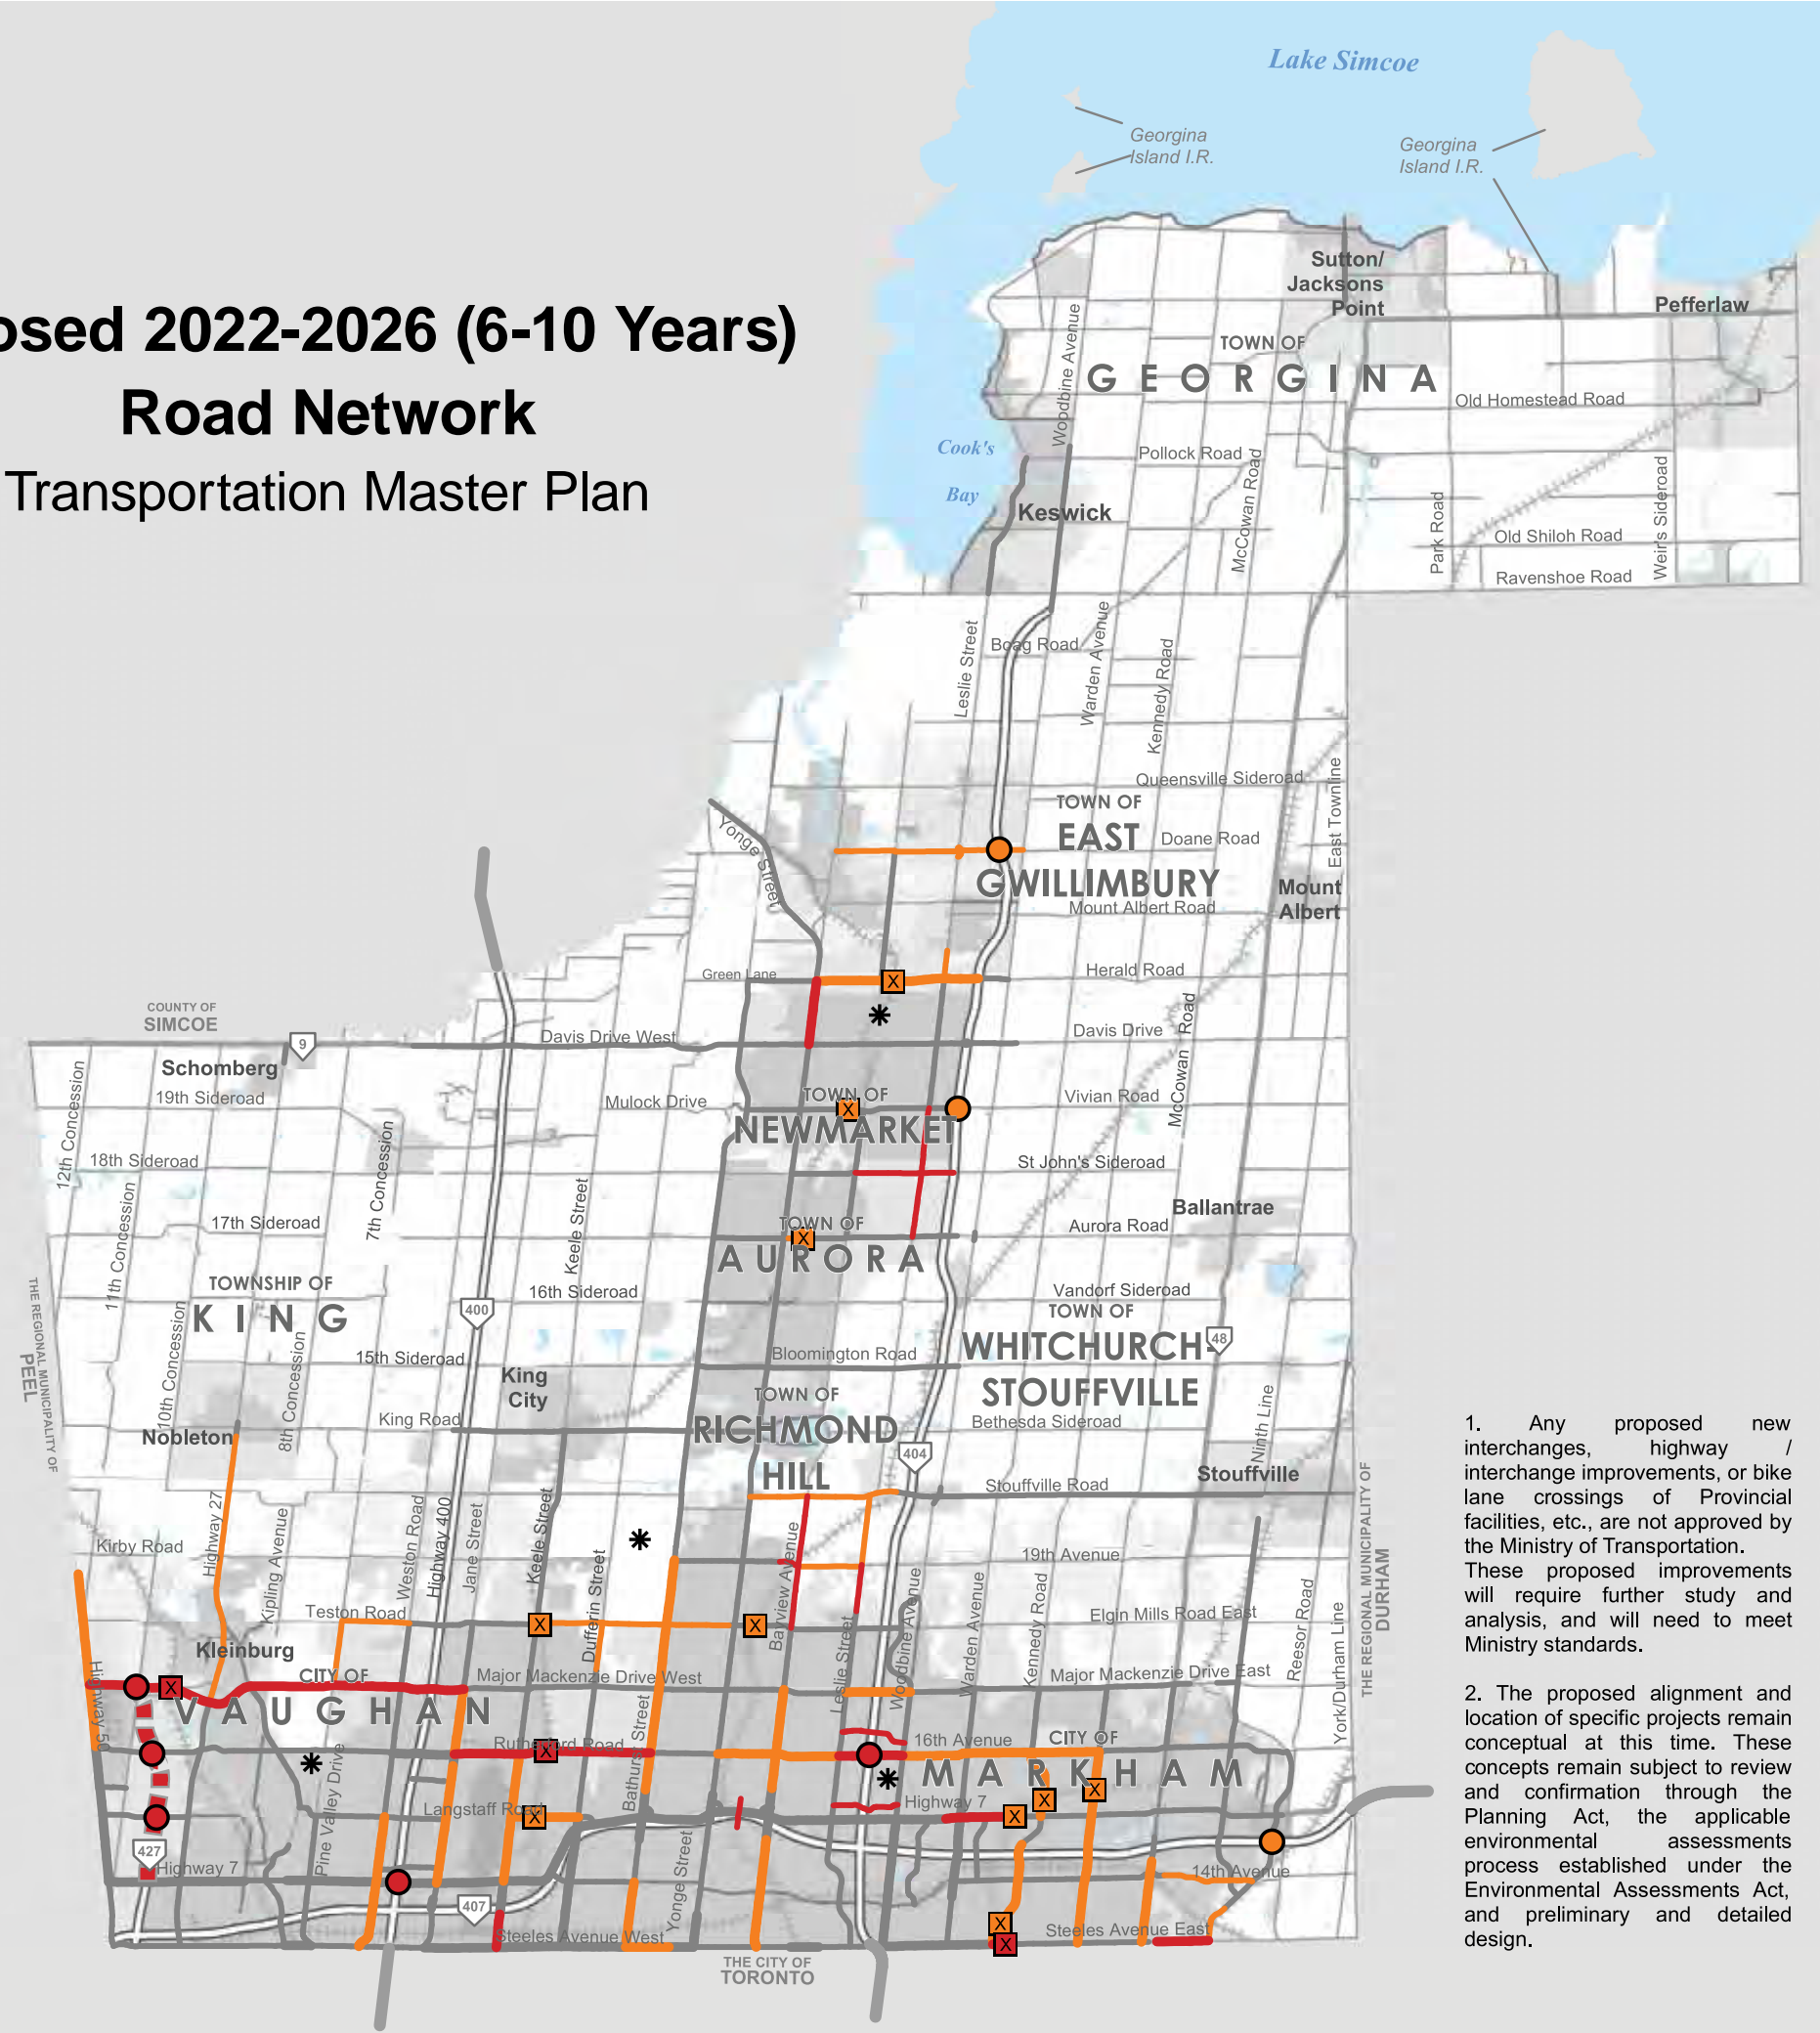 osed 2022-2026 (6-10 Years)
Road Network
Transportation Master Plan
Lake Simcoe
Georgina
Island I.R.
Georgina
Island I.R.
Sutton/
Jacksons
Point
Pefferlaw
TOWN OF
GEORGINA
Woodbine Avenue
Old Homestead Road
Cook's
Bay
Pollock Road
McCowan Road
Keswick
Park Road
Old Shiloh Road
Weir's Sideroad
Ravenshoe Road
Leslie Street
Boag Road
Warden Avenue
Kennedy Road
Queensville Sideroad
East Townline
TOWN OF
EAST
GWILLIMBURY
Doane Road
Yonge Street
Mount
Albert
Mount Albert Road
Green Lane
X
Herald Road
COUNTY OF
SIMCOE
9
Davis Drive West
Davis Drive
McCowan Road
Schomberg
19th Sideroad
12th Concession
Mulock Drive
TOWN OF
X
NEWMARKET
Vivian Road
18th Sideroad
7th Concession
St John's Sideroad
11th Concession
17th Sideroad
Keele Street
TOWN OF
X
AURORA
Aurora Road
Ballantrae
TOWNSHIP OF
KING
16th Sideroad
Vandorf Sideroad
400
TOWN OF
WHITCHURCH-
STOUFFVILLE
48
THE REGIONAL MUNICIPALITY OF
PEEL
10th Concession
8th Concession
15th Sideroad
Bloomington Road
King
City
TOWN OF
RICHMOND
HILL
King Road
Bethesda Sideroad
Nobleton
404
Ninth Line
Stouffville
Stouffville Road
Highway 27
Kipling Avenue
Weston Road
Highway 400
Jane Street
Keele Street
Dufferin Street
Bayview Avenue
Kirby Road
19th Avenue
Leslie Street
Woodbine Avenue
Warden Avenue
Kennedy Road
Reesor Road
York/Durham Line
THE REGIONAL MUNICIPALITY OF
DURHAM
Teston Road
X
X
Elgin Mills Road East
Kleinburg
CITY OF
VAUGHAN
Major Mackenzie Drive West
Major Mackenzie Drive East
Highway 50
X
Rutherford Road
X
Bathurst Street
16th Avenue
CITY OF
MARKHAM
Pine Valley Drive
Langstaff Road
X
Highway 7
X
X
X
427
Highway 7
Yonge Street
14th Avenue
407
Steeles Avenue West
Steeles Avenue East
X
X
THE CITY OF
TORONTO
1. Any proposed new
interchanges, highway /
interchange improvements, or bike
lane crossings of Provincial
facilities, etc., are not approved by
the Ministry of Transportation.
These proposed improvements
will require further study and
analysis, and will need to meet
Ministry standards.
2. The proposed alignment and
location of specific projects remain
conceptual at this time. These
concepts remain subject to review
and confirmation through the
Planning Act, the applicable
environmental assessments
process established under the
Environmental Assessments Act,
and preliminary and detailed
design.